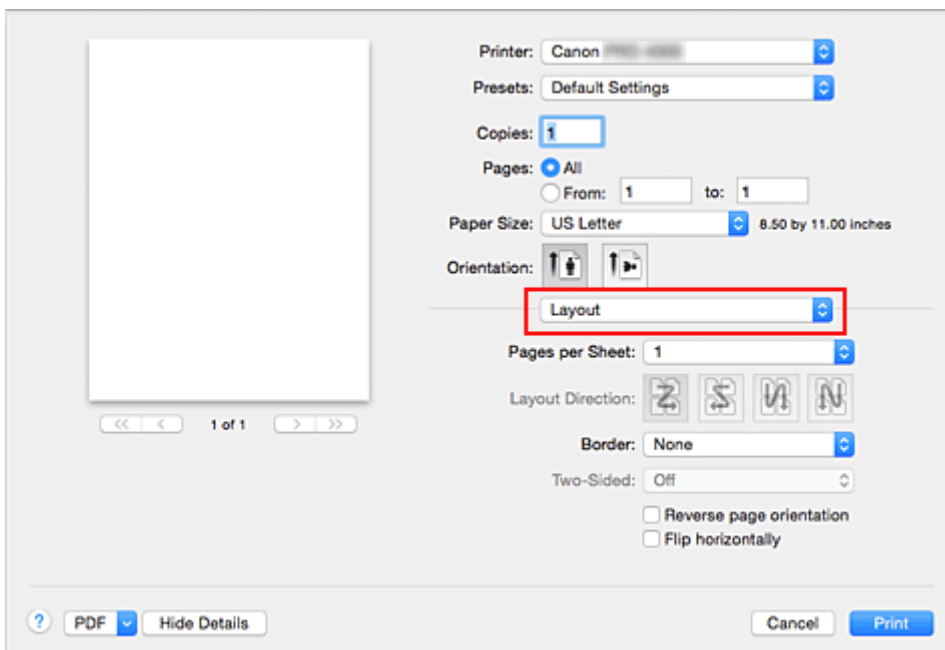 Printer: Canon
Presets: Default Settings
Copies: 1
Pages: All
From: 1 to: 1
Paper Size: US Letter 8.50 by 11.00 inches
Orientation:
Layout
Pages per Sheet: 1
Layout Direction:
1 of 1
Border: None
Two-Sided: Off
Reverse page orientation
Flip horizontally
? PDF Hide Details Cancel Print